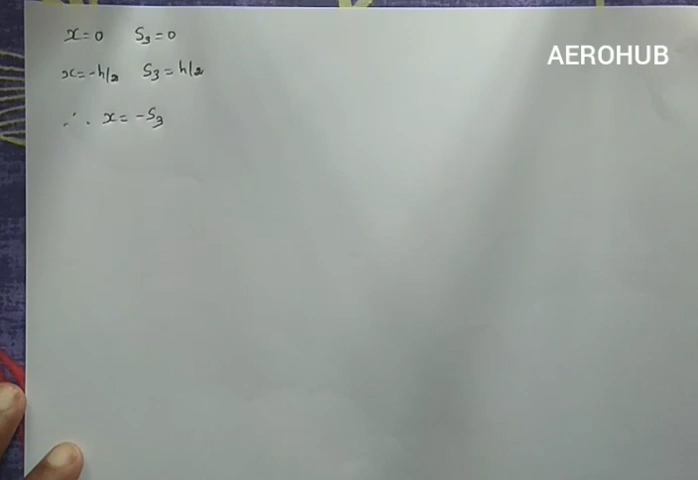 x=0 S3=0
x=-h/2 S3=h/2
∴ x=-S3
AEROHUB